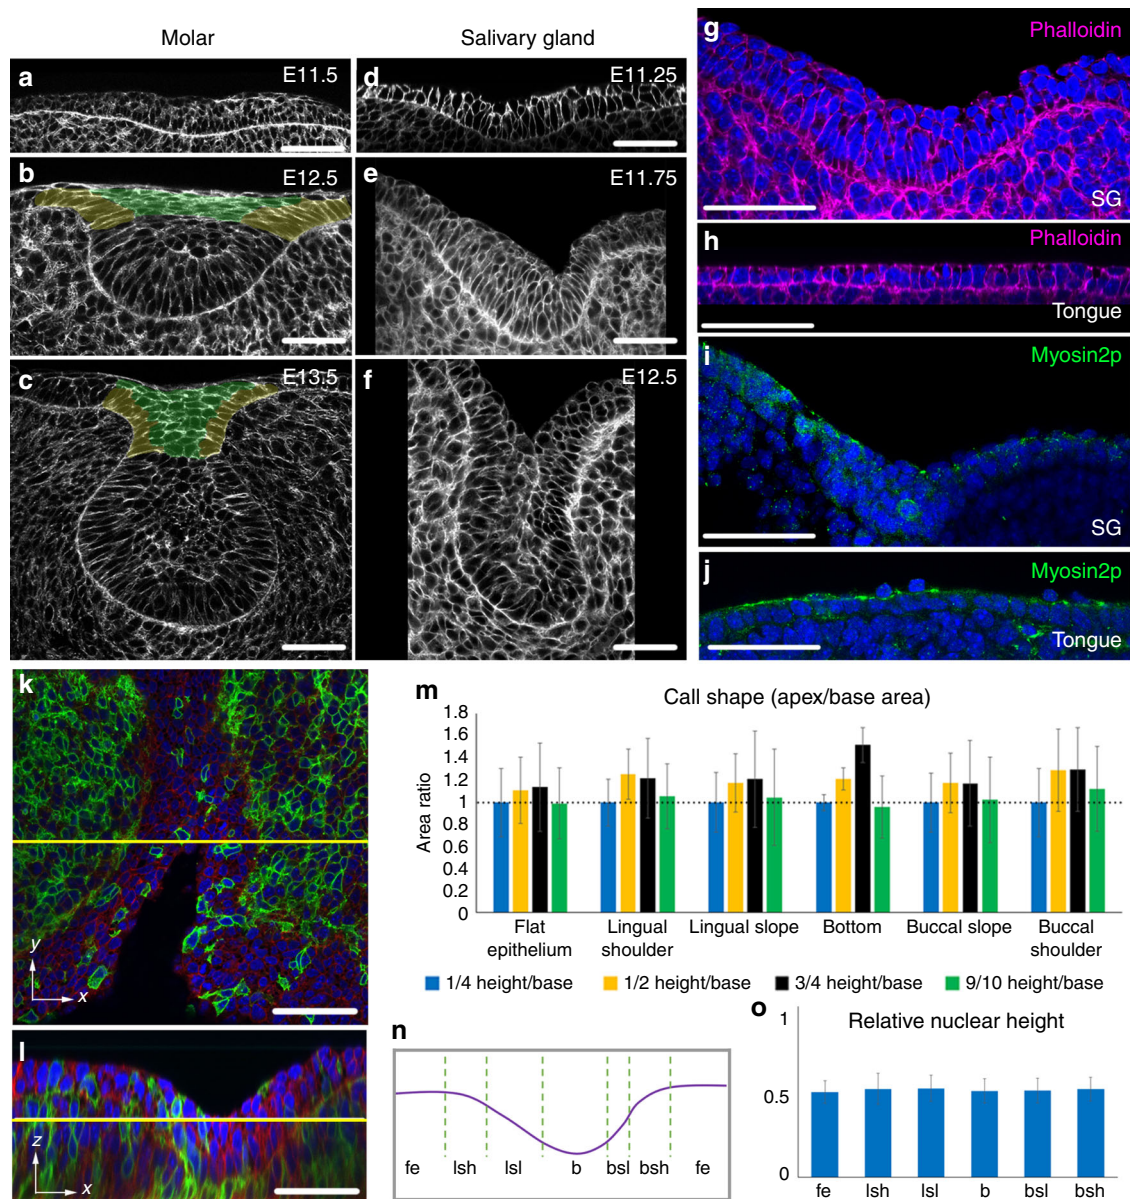 Molar
Salivary gland
a
E11.5
d
E11.25
b
E12.5
e
E11.75
c
E13.5
f
E12.5
g
Phalloidin
SG
h
Phalloidin
Tongue
i
Myosin2p
SG
j
Myosin2p
Tongue
k
y
x
l
z
x
m
Call shape (apex/base area)
Area ratio
1.8
1.6
1.4
1.2
1
0.8
0.6
0.4
0.2
0
Flat epithelium
Lingual shoulder
Lingual slope
Bottom
Buccal slope
Buccal shoulder
1/4 height/base
1/2 height/base
3/4 height/base
9/10 height/base
n
fe lsh lsl b bsl bsh fe
o
Relative nuclear height
1
0.5
0
fe lsh lsl b bsl bsh